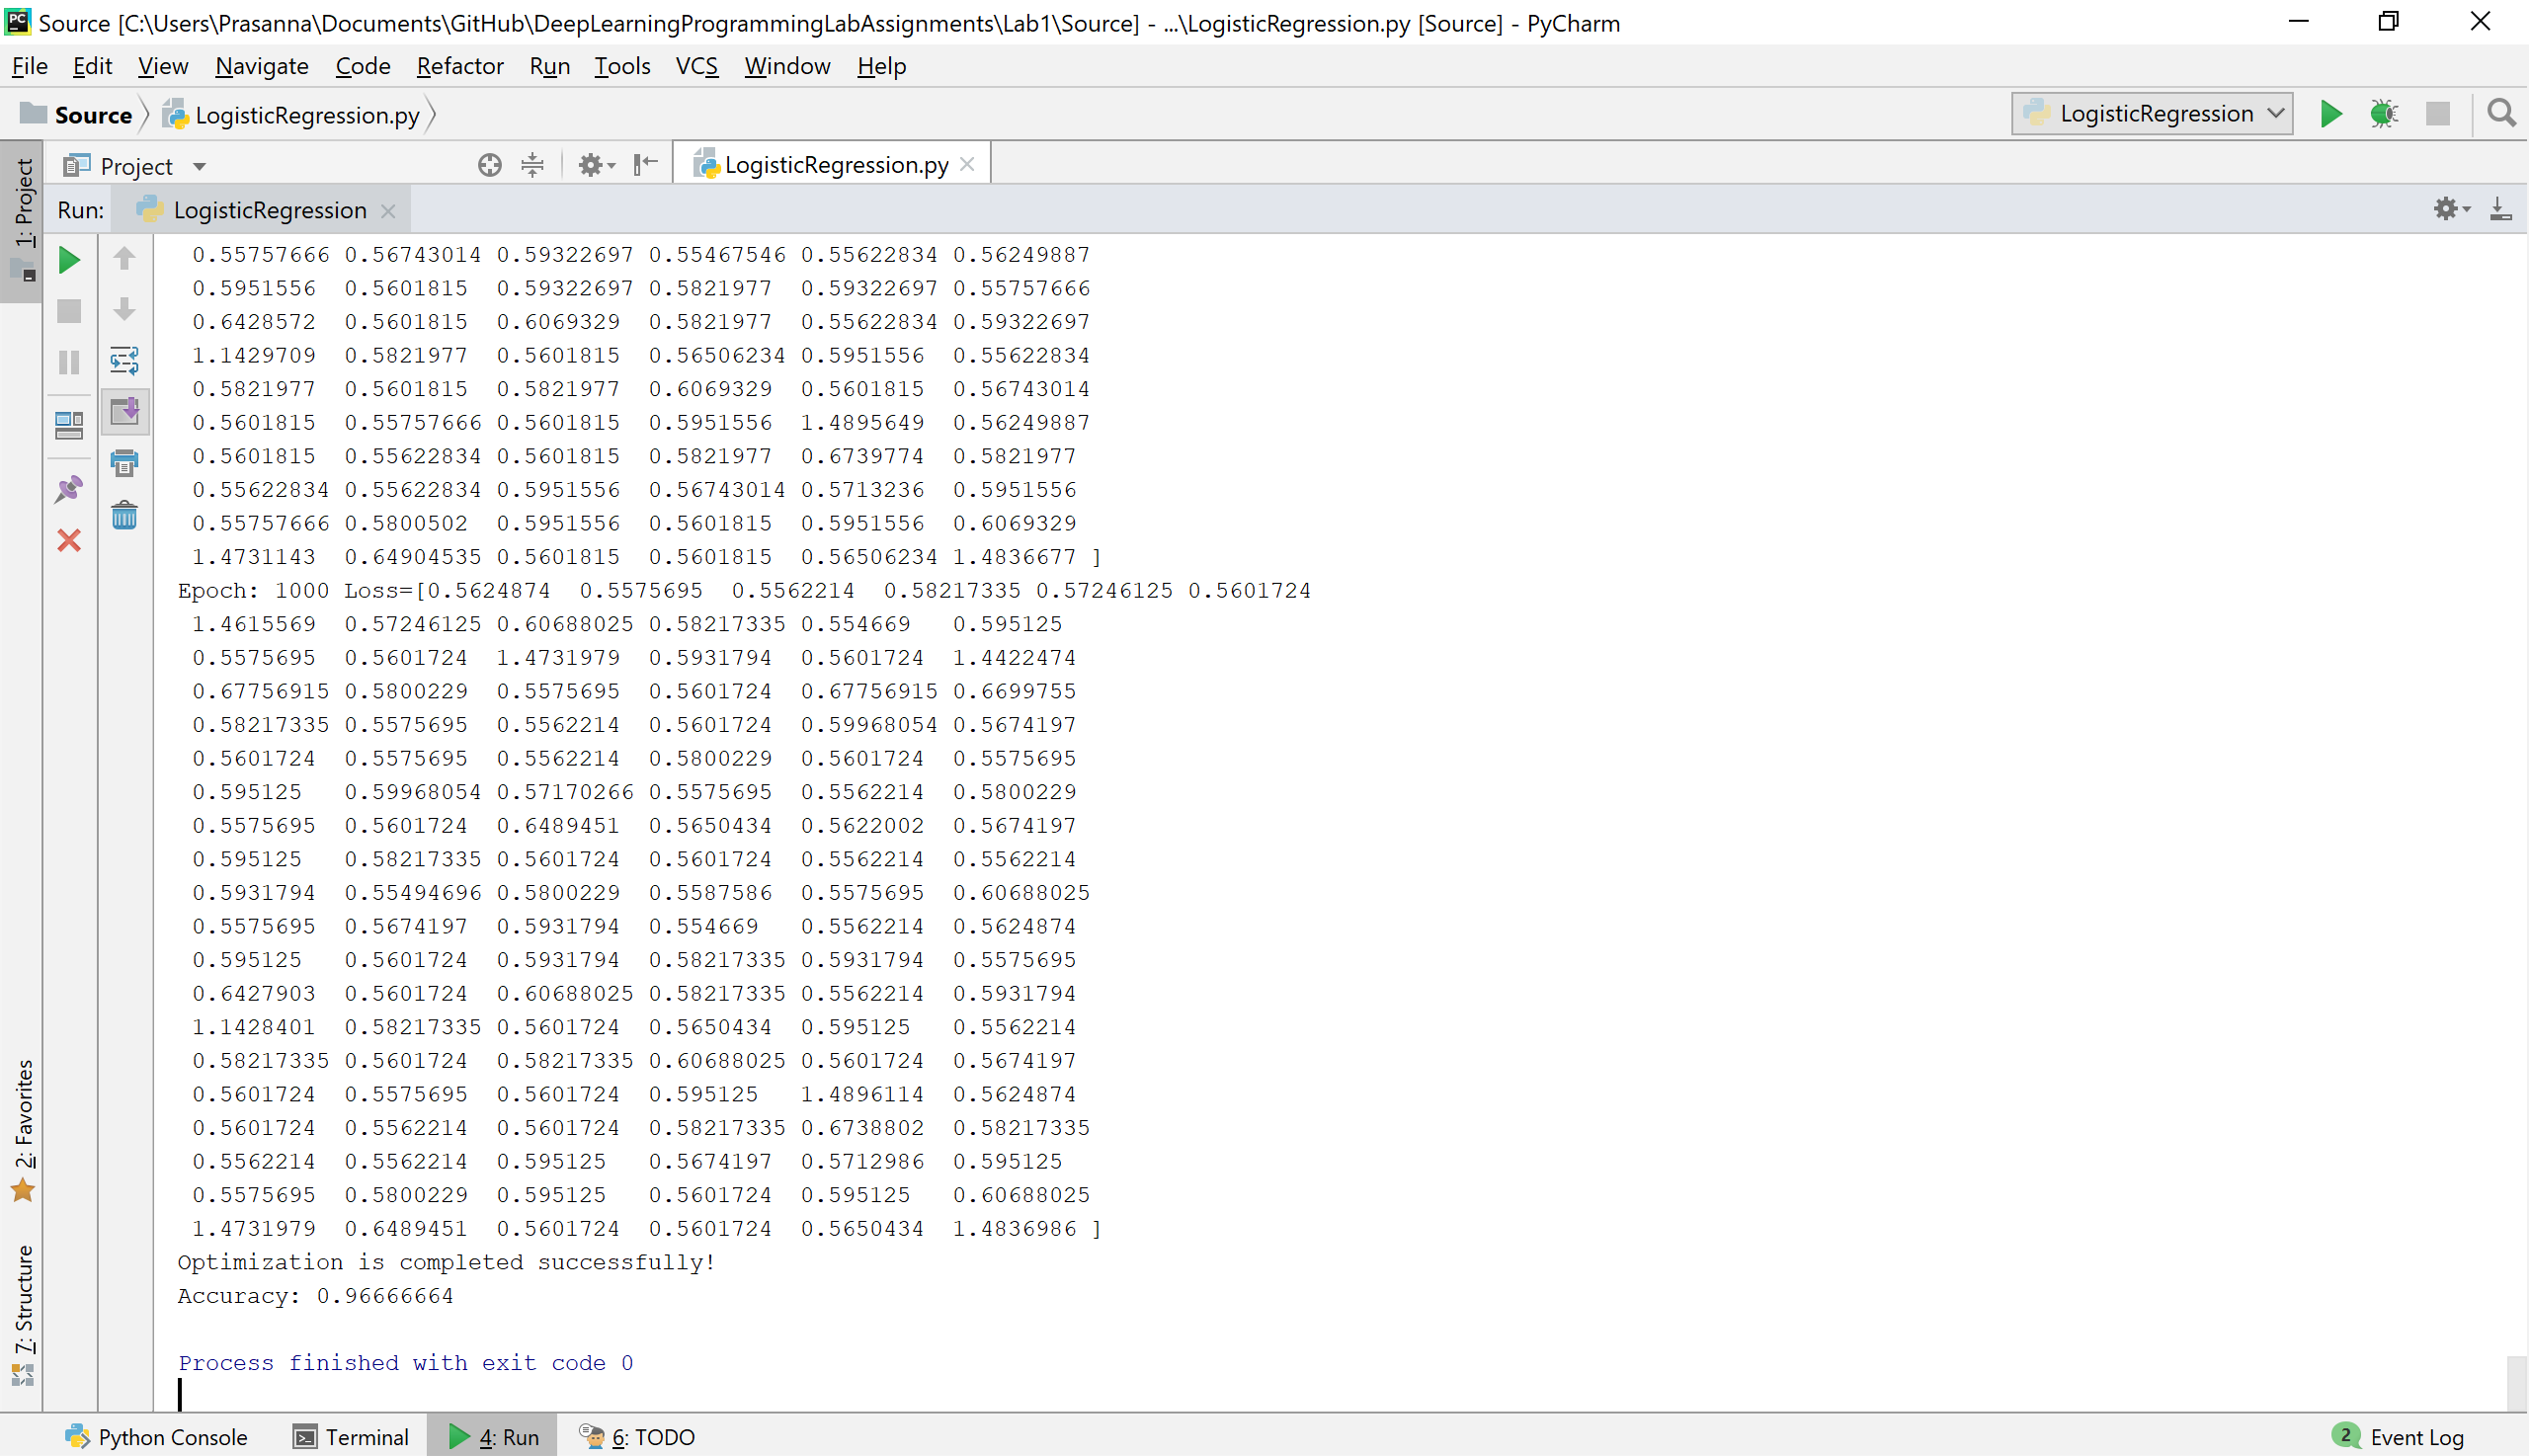 PC Source [C:\Users\Prasanna\Documents\GitHub\DeepLearningProgrammingLabAssignments\Lab1\Source] - ...\LogisticRegression.py [Source] - PyCharm
File Edit View Navigate Code Refactor Run Tools VCS Window Help
Source LogisticRegression.py LogisticRegression
1: Project Project LogisticRegression.py
Run: LogisticRegression
0.55757666 0.56743014 0.59322697 0.55467546 0.55622834 0.56249887
0.5951556 0.5601815 0.59322697 0.5821977 0.59322697 0.55757666
0.6428572 0.5601815 0.6069329 0.5821977 0.55622834 0.59322697
1.1429709 0.5821977 0.5601815 0.56506234 0.5951556 0.55622834
0.5821977 0.5601815 0.5821977 0.6069329 0.5601815 0.56743014
0.5601815 0.55757666 0.5601815 0.5951556 1.4895649 0.56249887
0.5601815 0.55622834 0.5601815 0.5821977 0.6739774 0.5821977
0.55622834 0.55622834 0.5951556 0.56743014 0.5713236 0.5951556
0.55757666 0.5800502 0.5951556 0.5601815 0.5951556 0.6069329
1.4731143 0.64904535 0.5601815 0.5601815 0.56506234 1.4836677 ]
Epoch: 1000 Loss=[0.5624874 0.5575695 0.5562214 0.58217335 0.57246125 0.5601724
1.4615569 0.57246125 0.60688025 0.58217335 0.554669 0.595125
0.5575695 0.5601724 1.4731979 0.5931794 0.5601724 1.4422474
0.67756915 0.5800229 0.5575695 0.5601724 0.67756915 0.6699755
0.58217335 0.5575695 0.5562214 0.5601724 0.59968054 0.5674197
0.5601724 0.5575695 0.5562214 0.5800229 0.5601724 0.5575695
0.595125 0.59968054 0.57170266 0.5575695 0.5562214 0.5800229
0.5575695 0.5601724 0.6489451 0.5650434 0.5622002 0.5674197
0.595125 0.58217335 0.5601724 0.5601724 0.5562214 0.5562214
0.5931794 0.55494696 0.5800229 0.5587586 0.5575695 0.60688025
0.5575695 0.5674197 0.5931794 0.554669 0.5562214 0.5624874
0.595125 0.5601724 0.5931794 0.58217335 0.5931794 0.5575695
0.6427903 0.5601724 0.60688025 0.58217335 0.5562214 0.5931794
1.1428401 0.58217335 0.5601724 0.5650434 0.595125 0.5562214
0.58217335 0.5601724 0.58217335 0.60688025 0.5601724 0.5674197
0.5601724 0.5575695 0.5601724 0.595125 1.4896114 0.5624874
0.5601724 0.5562214 0.5601724 0.58217335 0.6738802 0.58217335
0.5562214 0.5562214 0.595125 0.5674197 0.5712986 0.595125
0.5575695 0.5800229 0.595125 0.5601724 0.595125 0.60688025
1.4731979 0.6489451 0.5601724 0.5601724 0.5650434 1.4836986 ]
Optimization is completed successfully!
Accuracy: 0.96666664
Process finished with exit code 0
2: Favorites
7: Structure
Python Console Terminal 4: Run 6: TODO 2 Event Log